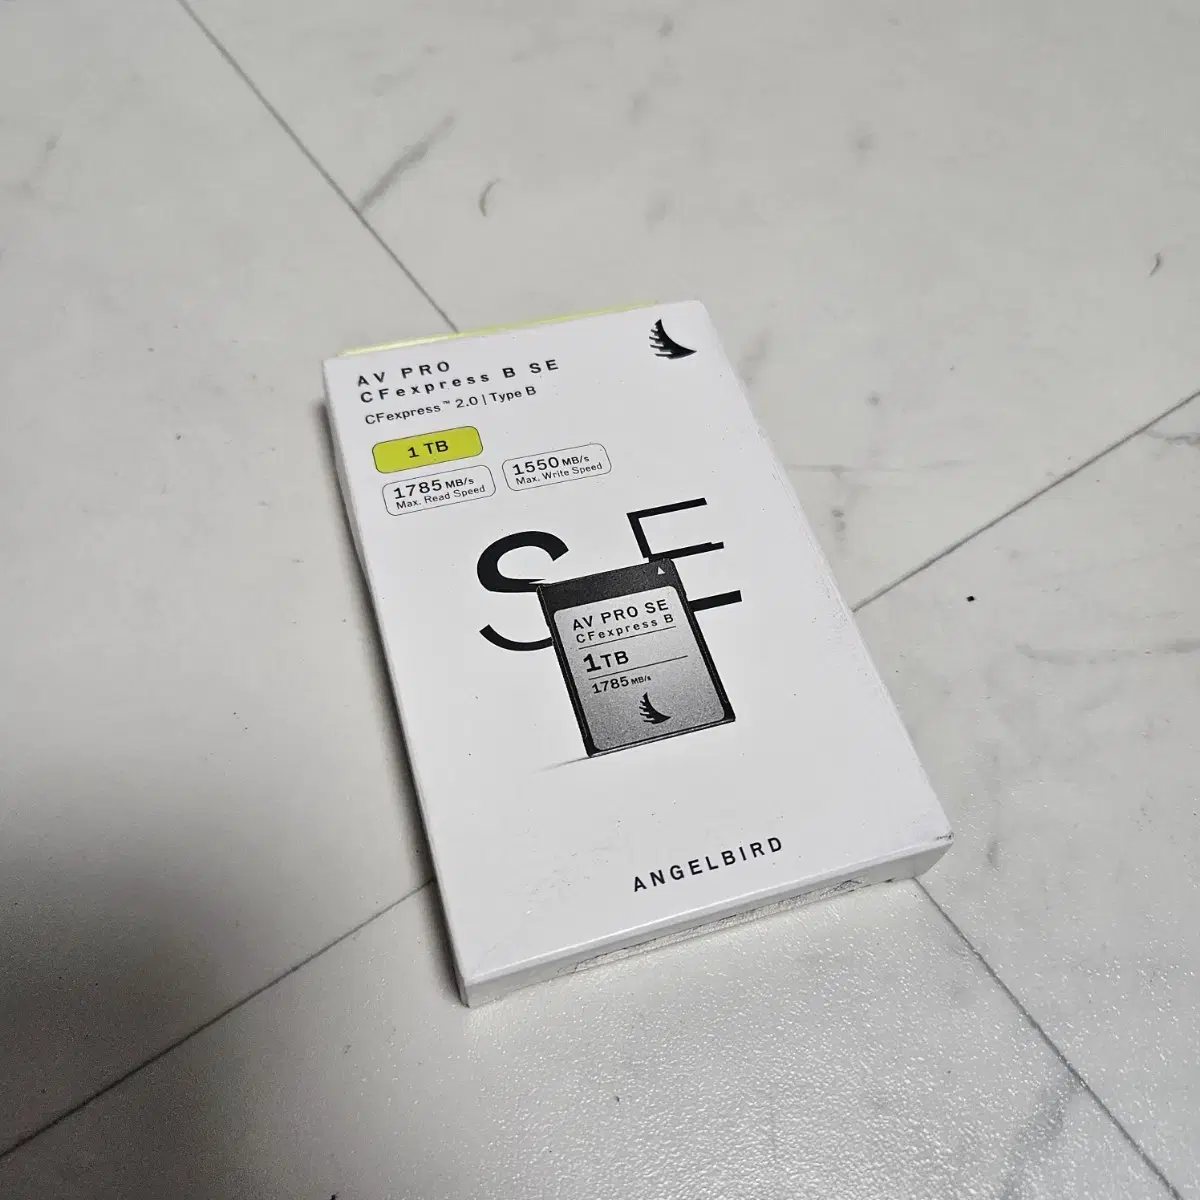 AV PRO
CFexpress B SE
CFexpress™ 2.0 | Type B
1 TB
1785 MB/s
Max. Read Speed
1550 MB/s
Max. Write Speed
SE
AV PRO SE
CFexpress B
1TB
1785 MB/s
ANGELBIRD